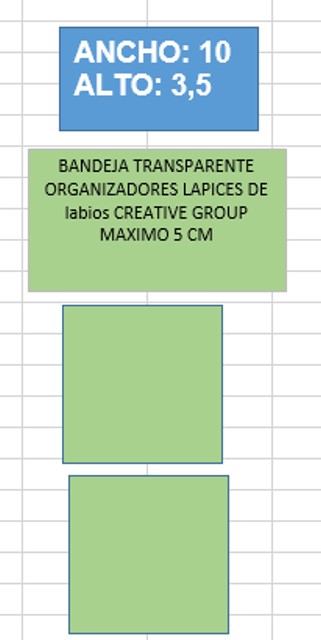 ANCHO: 10
ALTO: 3,5
BANDEJA TRANSPARENTE
ORGANIZADORES LAPICES DE
labios CREATIVE GROUP
MAXIMO 5 CM